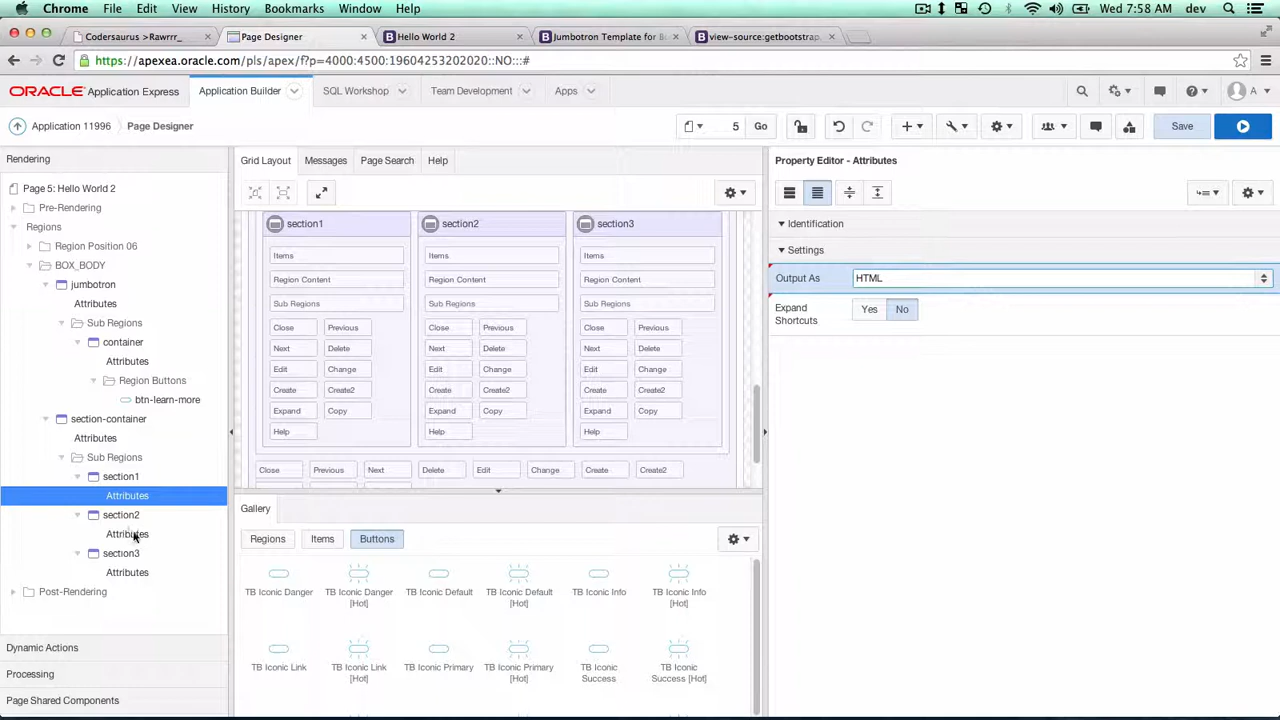 Chrome File Edit View History Bookmarks Window Help Wed 7:58 AM dev
Codersaurus >Rawrrr_ Page Designer Hello World 2 Jumbotron Template for B view-source:getbootstrap.
https://apexea.oracle.com/pls/apex/f?p=4000:4500:19604253202020::NO:::#
ORACLE Application Express Application Builder SQL Workshop Team Development Apps A
Application 11996 Page Designer 5 Go Save
Rendering Grid Layout Messages Page Search Help Property Editor - Attributes
Page 5: Hello World 2
Pre-Rendering
Regions
Region Position 06
BOX_BODY
jumbotron
Attributes
Sub Regions
container
Attributes
Region Buttons
btn-learn-more
section-container
Attributes
Sub Regions
section1
Attributes
section2
Attributes
section3
Attributes
Post-Rendering
Dynamic Actions
Processing
Page Shared Components
section1 section2 section3
Items Items Items
Region Content Region Content Region Content
Sub Regions Sub Regions Sub Regions
Close Previous Close Previous Close Previous
Next Delete Next Delete Next Delete
Edit Change Edit Change Edit Change
Create Create2 Create Create2 Create Create2
Expand Copy Expand Copy Expand Copy
Help Help Help
Close Previous Next Delete Edit Change Create Create2
Gallery
Regions Items Buttons
TB Iconic Danger TB Iconic Danger [Hot] TB Iconic Default TB Iconic Default [Hot] TB Iconic Info TB Iconic Info [Hot]
TB Iconic Link TB Iconic Link [Hot] TB Iconic Primary TB Iconic Primary [Hot] TB Iconic Success TB Iconic Success [Hot]
Identification
Settings
Output As HTML
Expand Shortcuts Yes No